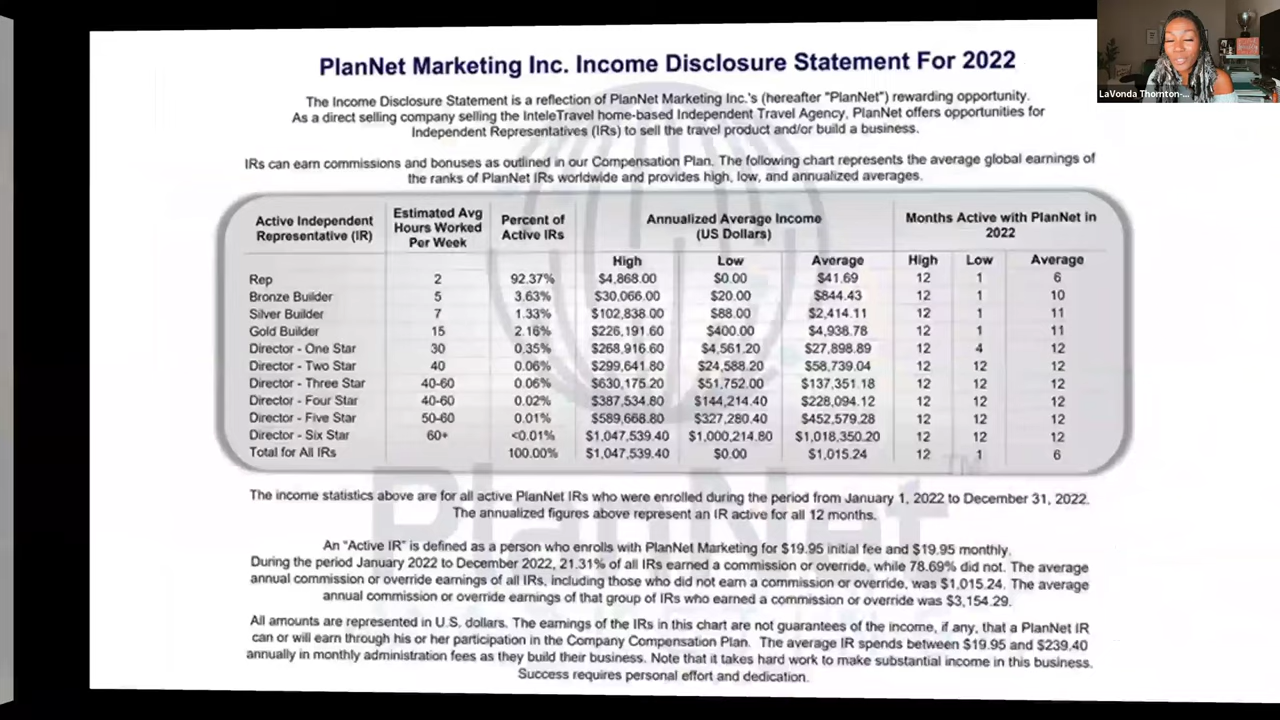 LaVonda Thornton-...
PlanNet Marketing Inc. Income Disclosure Statement For 2022
The Income Disclosure Statement is a reflection of PlanNet Marketing Inc.'s (hereafter "PlanNet") rewarding opportunity.
As a direct selling company selling the InteleTravel home-based Independent Travel Agency, PlanNet offers opportunities for
Independent Representatives (IRs) to sell the travel product and/or build a business.
IRs can earn commissions and bonuses as outlined in our Compensation Plan. The following chart represents the average global earnings of
the ranks of PlanNet IRs worldwide and provides high, low, and annualized averages.
Active Independent Representative (IR) Estimated Avg Hours Worked Per Week Percent of Active IRs Annualized Average Income (US Dollars) Months Active with PlanNet in 2022
High Low Average High Low Average
Rep 2 92.37% $4,868.00 $0.00 $41.69 12 1 6
Bronze Builder 5 3.63% $30,066.00 $20.00 $844.43 12 1 10
Silver Builder 7 1.33% $102,838.00 $88.00 $2,414.11 12 1 11
Gold Builder 15 2.16% $226,191.60 $400.00 $4,938.78 12 1 11
Director - One Star 30 0.35% $268,916.60 $4,561.20 $27,898.89 12 4 12
Director - Two Star 40 0.06% $299,641.80 $24,588.20 $58,739.04 12 12 12
Director - Three Star 40-60 0.06% $630,175.20 $51,752.00 $137,351.18 12 12 12
Director - Four Star 40-60 0.02% $387,534.80 $144,214.40 $228,094.12 12 12 12
Director - Five Star 50-60 0.01% $589,668.80 $327,280.40 $452,579.28 12 12 12
Director - Six Star 60+ <0.01% $1,047,539.40 $1,000,214.80 $1,018,350.20 12 12 12
Total for All IRs 100.00% $1,047,539.40 $0.00 $1,015.24 12 1 6
The income statistics above are for all active PlanNet IRs who were enrolled during the period from January 1, 2022 to December 31, 2022.
The annualized figures above represent an IR active for all 12 months.
An "Active IR" is defined as a person who enrolls with PlanNet Marketing for $19.95 initial fee and $19.95 monthly.
During the period January 2022 to December 2022, 21.31% of all IRs earned a commission or override, while 78.69% did not. The average
annual commission or override earnings of all IRs, including those who did not earn a commission or override, was $1,015.24. The average
annual commission or override earnings of that group of IRs who earned a commission or override was $3,154.29.
All amounts are represented in U.S. dollars. The earnings of the IRs in this chart are not guarantees of the income, if any, that a PlanNet IR
can or will earn through his or her participation in the Company Compensation Plan. The average IR spends between $19.95 and $239.40
annually in monthly administration fees as they build their business. Note that it takes hard work to make substantial income in this business.
Success requires personal effort and dedication.
PlanNet™